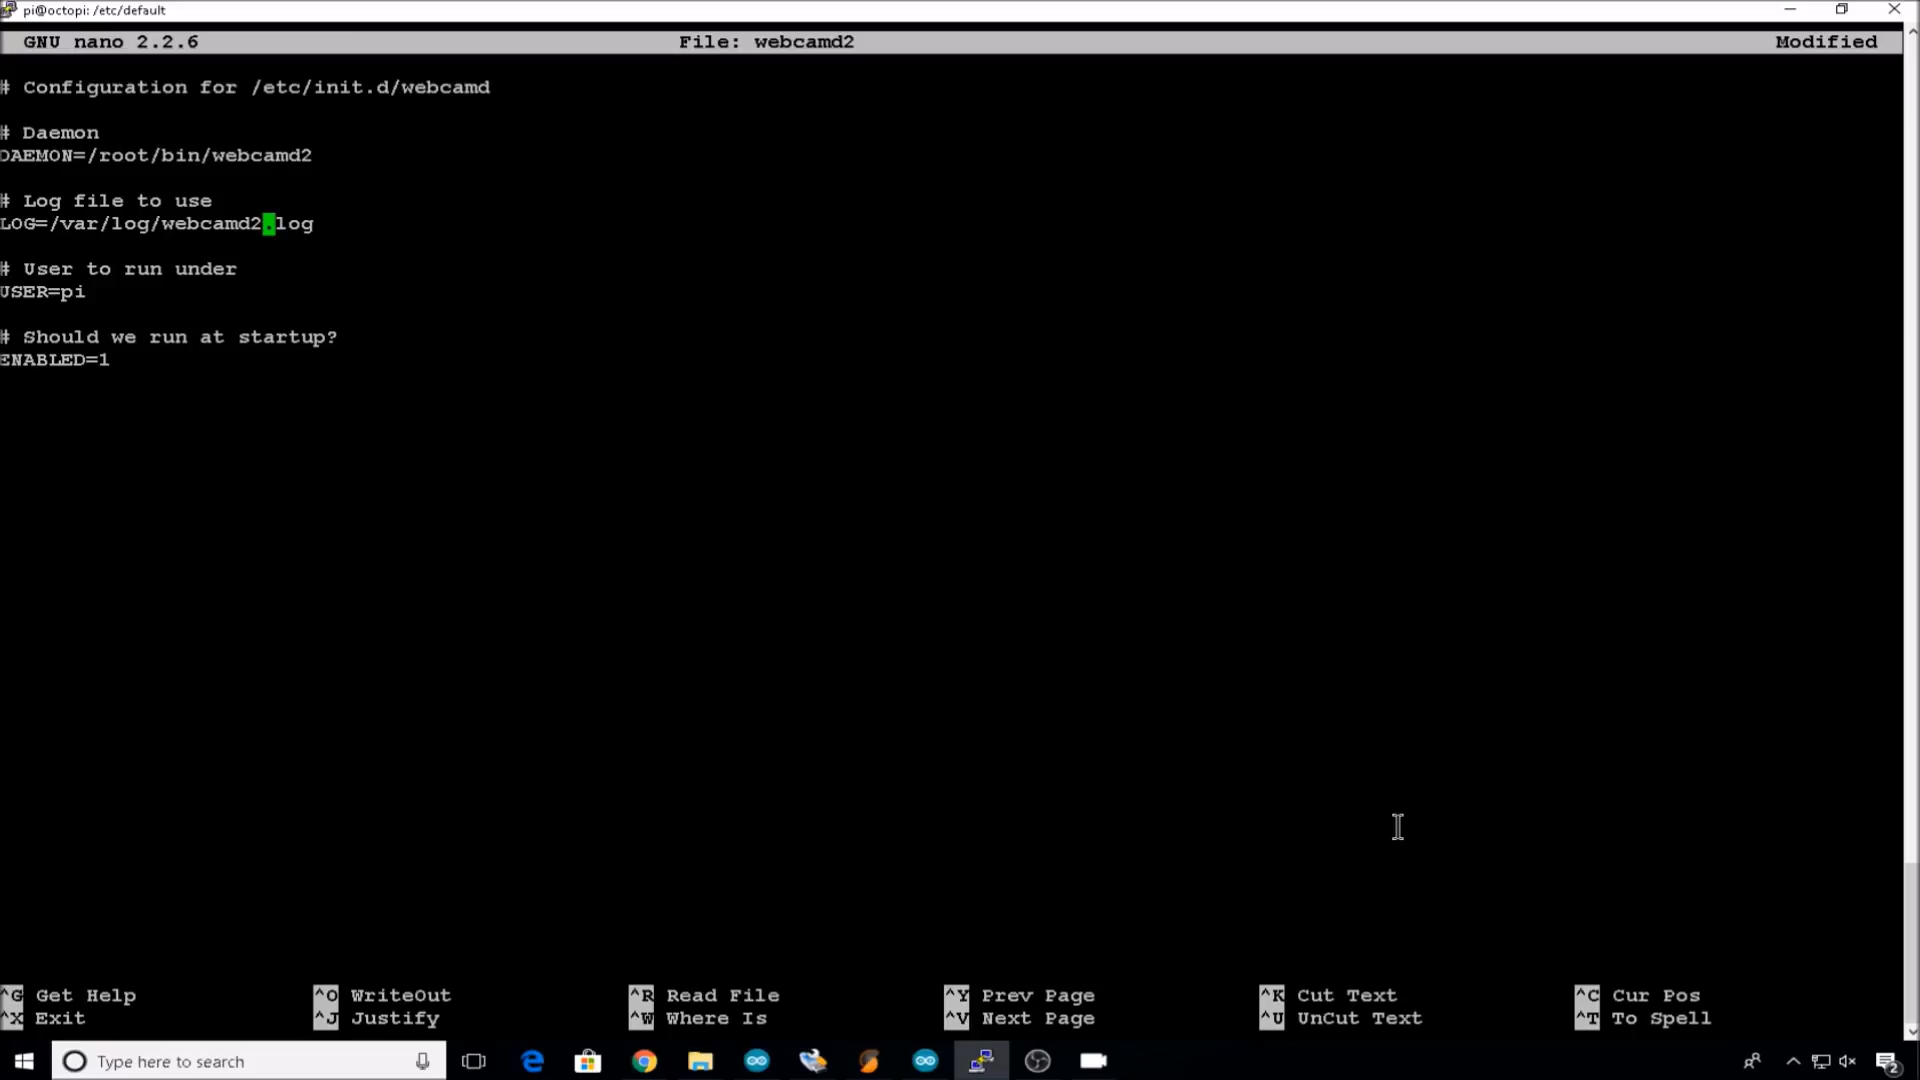 pi@octopi: /etc/default
GNU nano 2.2.6 File: webcamd2 Modified
# Configuration for /etc/init.d/webcamd
# Daemon
DAEMON=/root/bin/webcamd2
# Log file to use
LOG=/var/log/webcamd2.log
# User to run under
USER=pi
# Should we run at startup?
ENABLED=1
^G Get Help ^O WriteOut ^R Read File ^Y Prev Page ^K Cut Text ^C Cur Pos
^X Exit ^J Justify ^W Where Is ^V Next Page ^U UnCut Text ^T To Spell
Type here to search
2